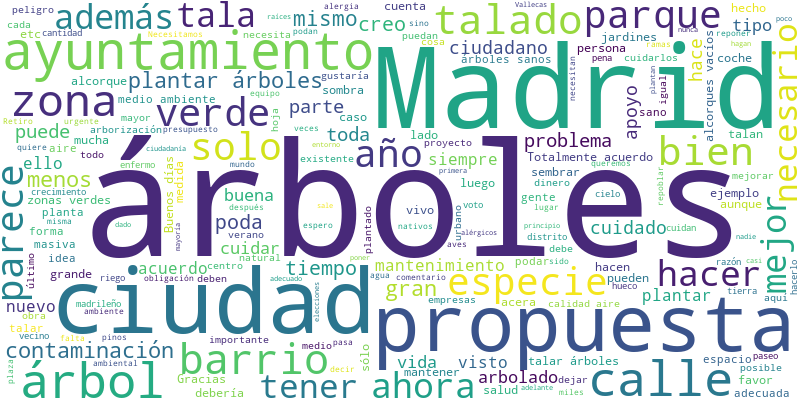 cada
además
tala
peligro
raíces
alergia
mismo
Necesitamos
podan
cuenta
Vallecas
sino
creo
talado
parque
puedan
cosa
tipo
hecho
reponer
nunca
poco
hagan
etc
cantidad
ayuntamiento
necesita
gustaría
sombra
Madrid
ciudadano
jardines
persona
coche
árboles sanos
cuidarlos
ramas
hace
alcorques vacíos
necesario
alcorque
plantar árboles
medio ambiente
zona
verde
parte
equipo
caso
necesitan
pena
plantan
igual
apoyo
sano
talan
Retiro
urgente
mayor
arborización
presupuesto
hoja
veces
toda
lado
proyecto
problema
puede
mucha
solo
año
siempre
bien
quiere
aire
todo
ciudadanía
entorno
existente
Totalmente acuerdo
sembrar
queremos
mejorar
ello
enfermo
mundo
primera
luego
dinero
ejemplo
menos
crecimiento
Buenos días
medida
árboles
repoblar
aunque
parece
zonas verdes
misma
buena
después
sale
vivo
voto
gente
lugar
cielo
planta
mayoría
dado
poda
verano
espero
plantado
nativos
urbano
cuidado
principio
cuidan
nadie
forma
masiva
idea
cuidar
natural
alérgicos
aves
distrito
debe
razón
casi
mejor
último
grande
acuerdo
centro
tiempo
poner
agua
comentario
mantenimiento
podar
sido
hacen
hueco
pueden
hacer
tierra
aquí
hacerlo
nuevo
madrileño
ambiente
riego
obligación
deben
adecuado
elecciones
gran
especie
acera
calidad aire
plantar
obra
talar
vecino
falta
pinos
ciudad
empresas
propuesta
contaminación
importante
medio
pasa
sólo
vida
visto
talar árboles
espacio
posible
paseo
plaza
árbol
ambiental
barrio
Gracias
debería
decir
tener
ahora
mantener
salud
arbolado
adelante
dejar
miles
calle
favor
adecuada